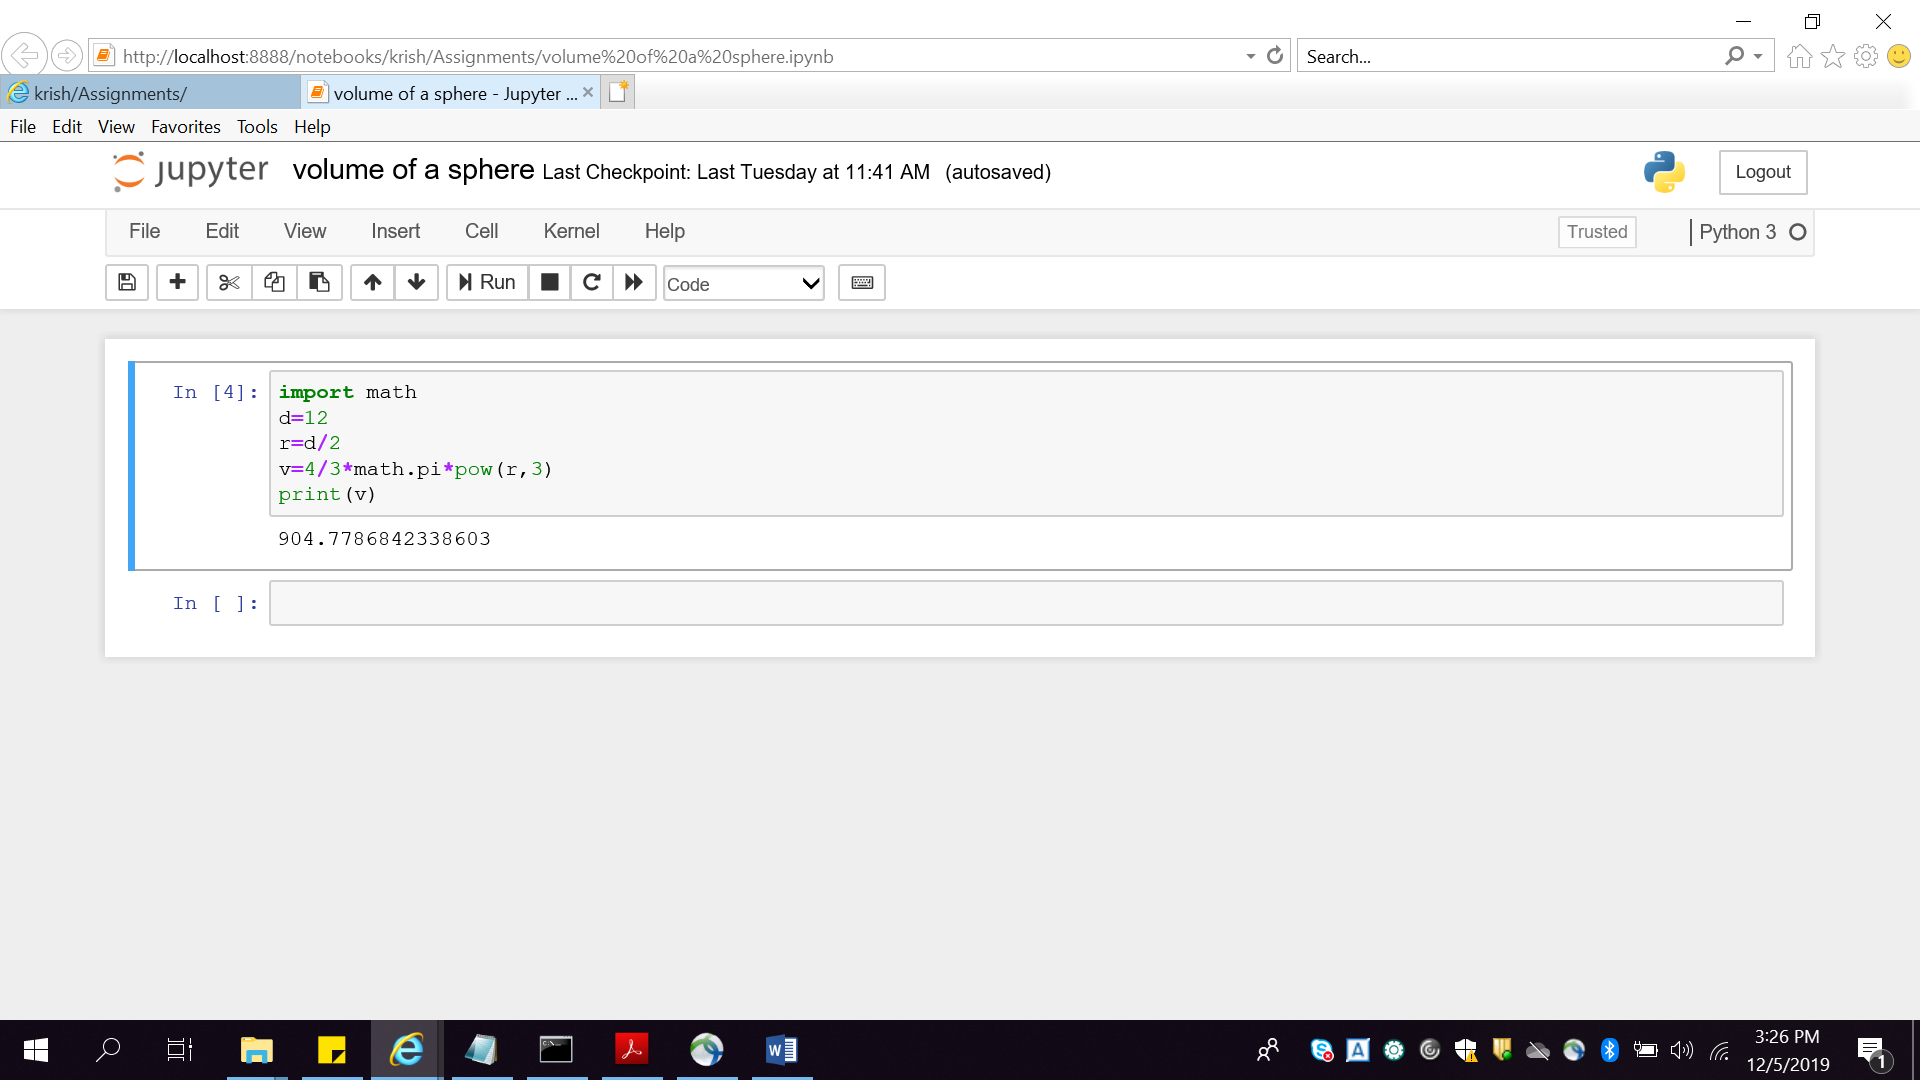 http://localhost:8888/notebooks/krish/Assignments/volume%20of%20a%20sphere.ipynb
Search...
krish/Assignments/
volume of a sphere - Jupyter ...
File Edit View Favorites Tools Help
jupyter volume of a sphere Last Checkpoint: Last Tuesday at 11:41 AM (autosaved)
Logout
File Edit View Insert Cell Kernel Help
Trusted
Python 3
Run
Code
In [4]:
import math
d=12
r=d/2
v=4/3*math.pi*pow(r,3)
print(v)
904.7786842338603
In [ ]:
3:26 PM
12/5/2019
1